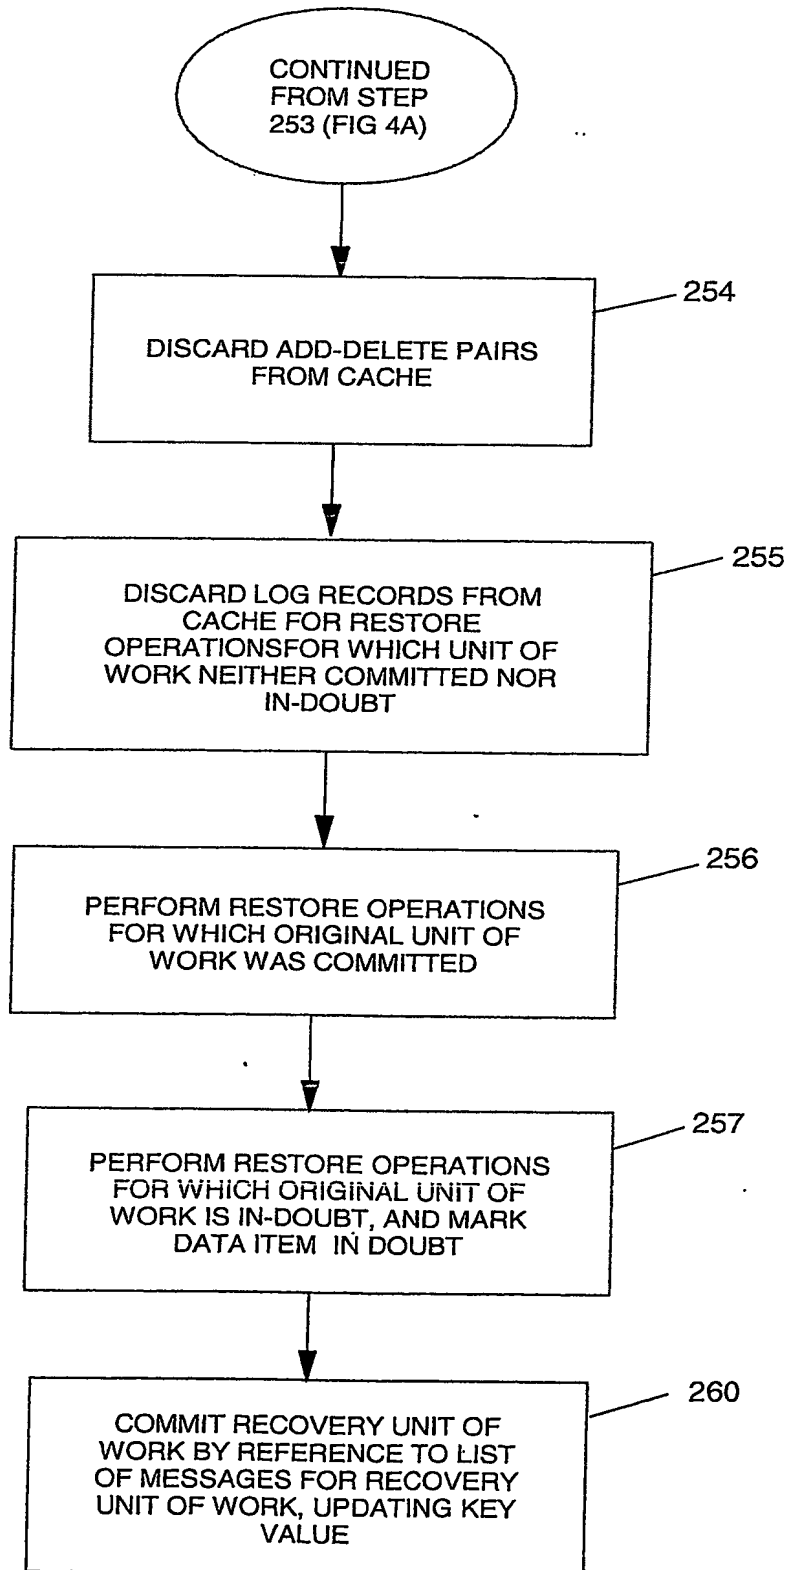 CONTINUED
FROM STEP
253 (FIG 4A)
254
DISCARD ADD-DELETE PAIRS
FROM CACHE
255
DISCARD LOG RECORDS FROM
CACHE FOR RESTORE
OPERATIONSFOR WHICH UNIT OF
WORK NEITHER COMMITTED NOR
IN-DOUBT
256
PERFORM RESTORE OPERATIONS
FOR WHICH ORIGINAL UNIT OF
WORK WAS COMMITTED
257
PERFORM RESTORE OPERATIONS
FOR WHICH ORIGINAL UNIT OF
WORK IS IN-DOUBT, AND MARK
DATA ITEM IN DOUBT
260
COMMIT RECOVERY UNIT OF
WORK BY REFERENCE TO LIST
OF MESSAGES FOR RECOVERY
UNIT OF WORK, UPDATING KEY
VALUE